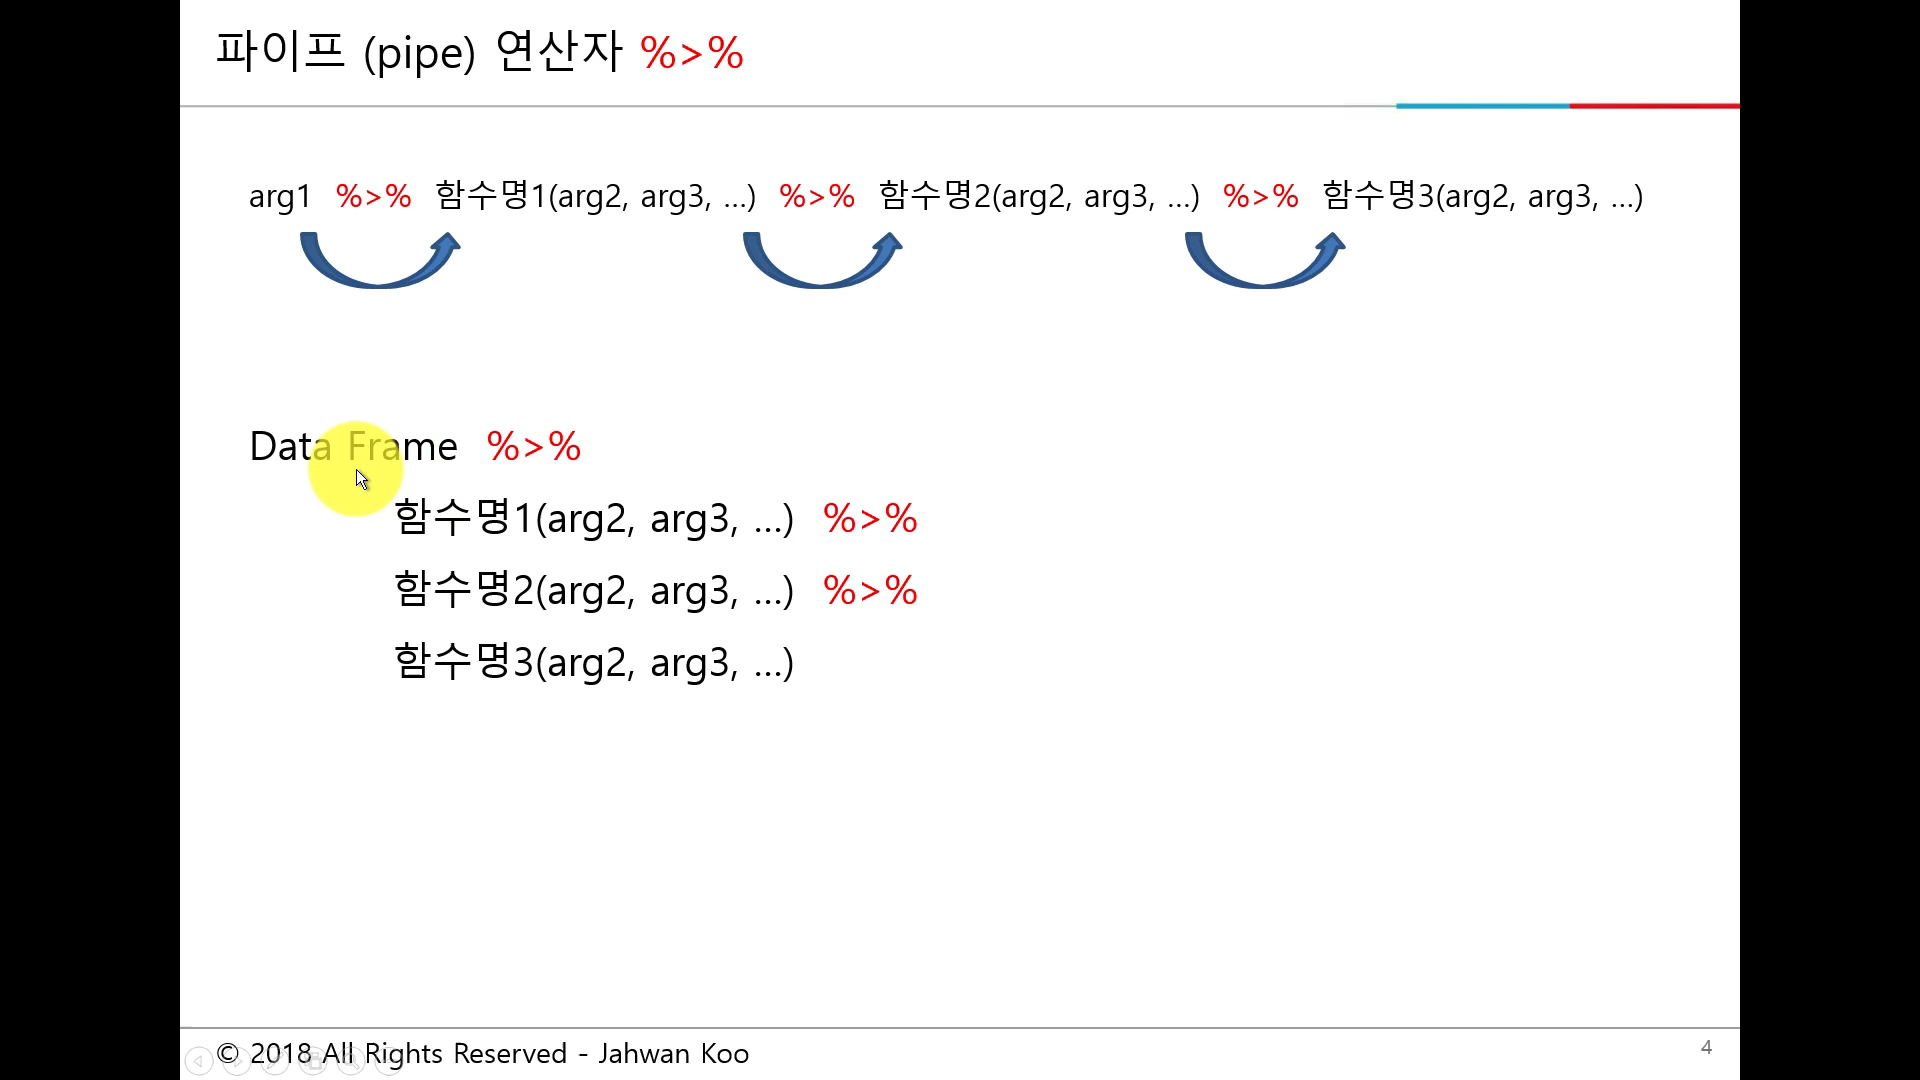 파이프 (pipe) 연산자 %>%
arg1 %>% 함수명1(arg2, arg3, ...) %>% 함수명2(arg2, arg3, ...) %>% 함수명3(arg2, arg3, ...)
Data Frame %>%
함수명1(arg2, arg3, ...) %>%
함수명2(arg2, arg3, ...) %>%
함수명3(arg2, arg3, ...)
© 2018 All Rights Reserved - Jahwan Koo
4